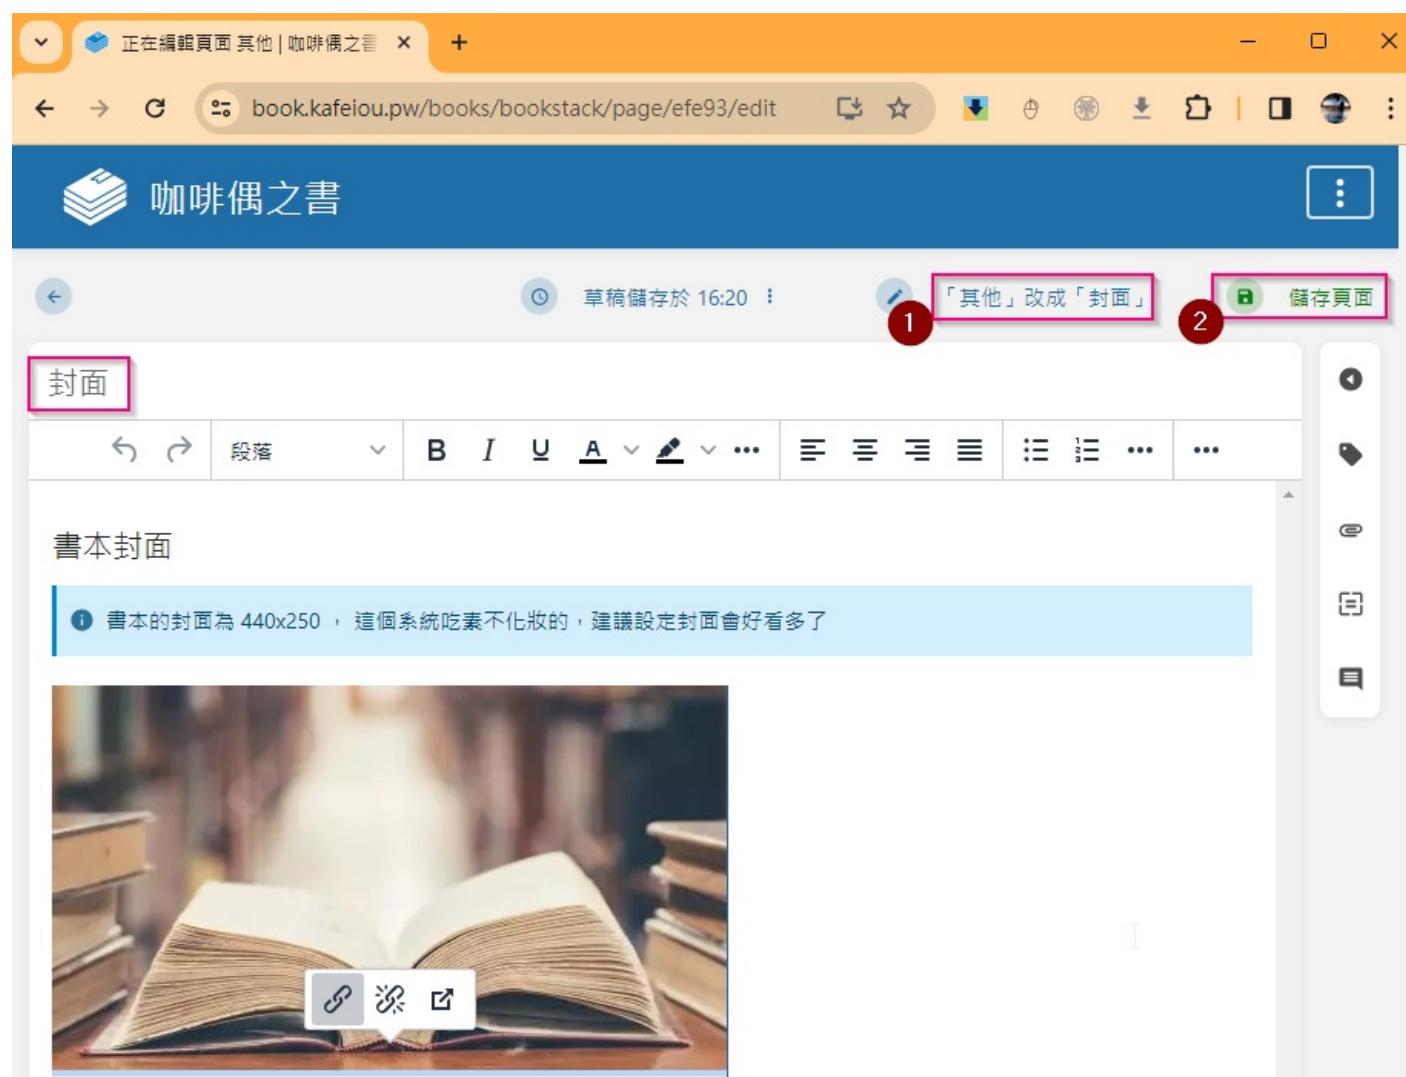 正在編輯頁面 其他 | 咖啡偶之書
book.kafeiou.pw/books/bookstack/page/efe93/edit
咖啡偶之書
草稿儲存於 16:20
「其他」改成「封面」
儲存頁面
1
2
封面
段落
B I U A
書本封面
書本的封面為 440x250 ， 這個系統吃素不化妝的，建議設定封面會好看多了